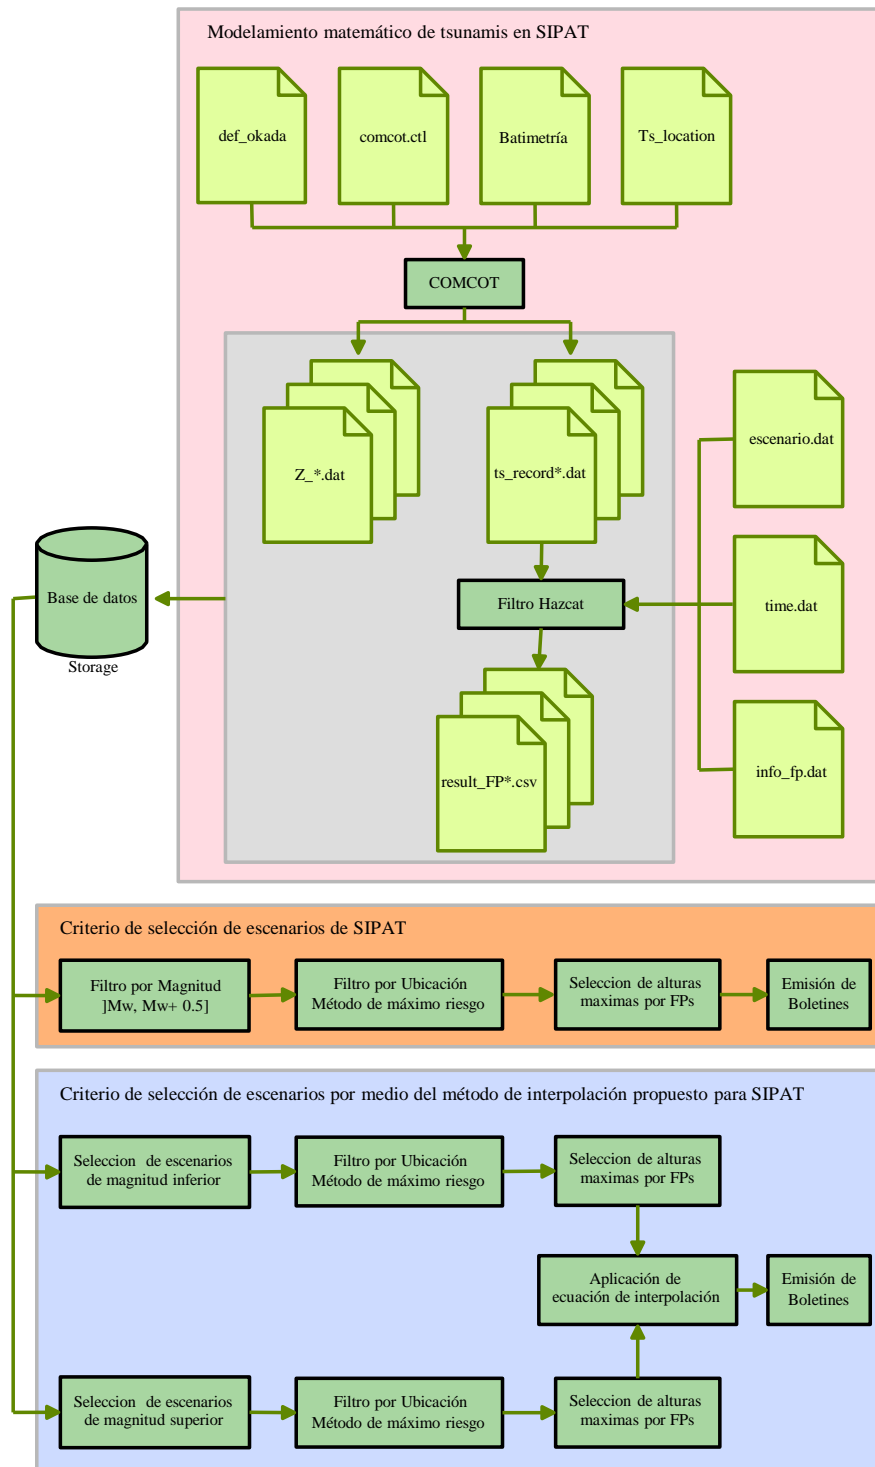 Modelamiento matemático de tsunamis en SIPAT
def_okada
comcot.ctl
Batimetría
Ts_location
COMCOT
Z_*.dat
ts_record*.dat
escenario.dat
Base de datos
Storage
Filtro Hazcat
time.dat
result_FP*.csv
info_fp.dat
Criterio de selección de escenarios de SIPAT
Filtro por Magnitud
]Mw, Mw+ 0.5]
Filtro por Ubicación
Método de máximo riesgo
Seleccion de alturas
maximas por FPs
Emisión de
Boletines
Criterio de selección de escenarios por medio del método de interpolación propuesto para SIPAT
Seleccion de escenarios
de magnitud inferior
Filtro por Ubicación
Método de máximo riesgo
Seleccion de alturas
maximas por FPs
Aplicación de
ecuación de interpolación
Emisión de
Boletines
Seleccion de escenarios
de magnitud superior
Filtro por Ubicación
Método de máximo riesgo
Seleccion de alturas
maximas por FPs